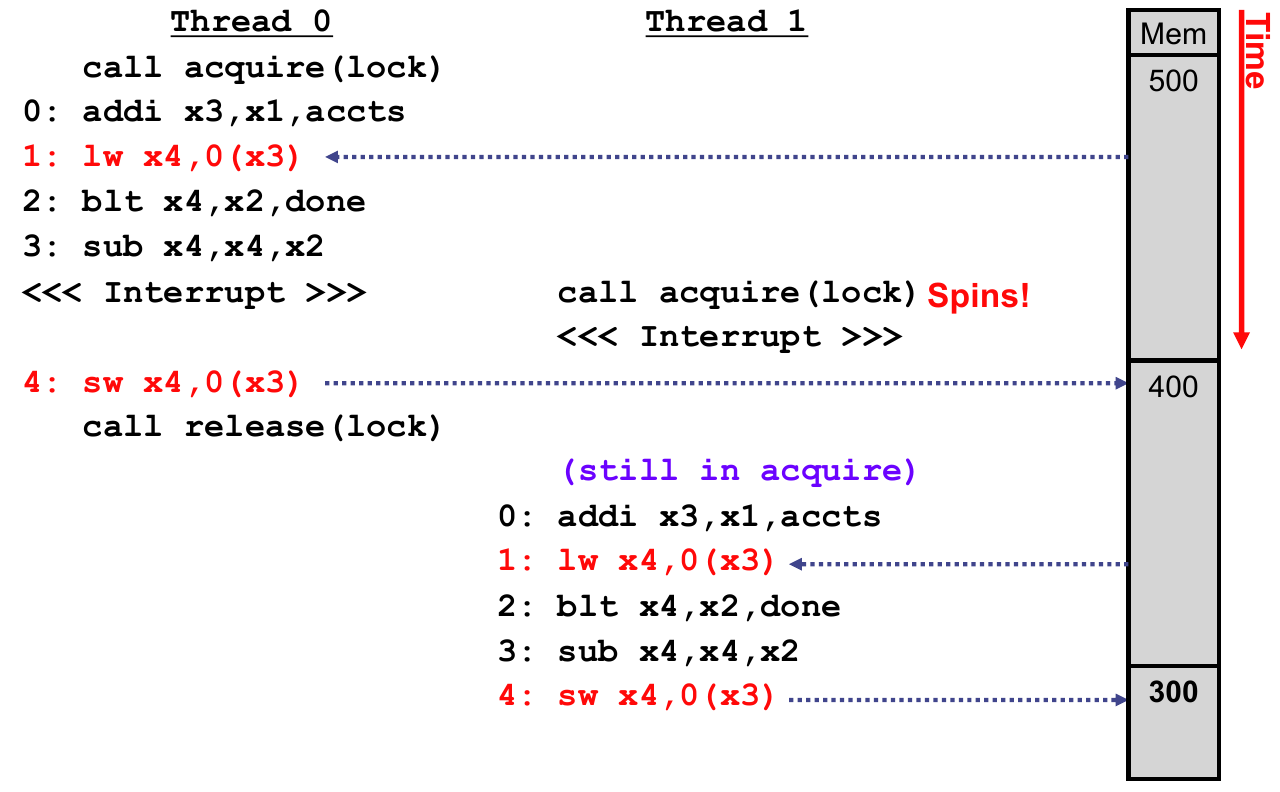 Thread 0
Thread 1
Mem
Time
call acquire(lock)
500
0: addi x3,x1,accts
1: lw x4,0(x3)
2: blt x4,x2,done
3: sub x4,x4,x2
<<< Interrupt >>>
call acquire(lock) Spins!
<<< Interrupt >>>
4: sw x4,0(x3)
400
call release(lock)
(still in acquire)
0: addi x3,x1,accts
1: lw x4,0(x3)
2: blt x4,x2,done
3: sub x4,x4,x2
4: sw x4,0(x3)
300